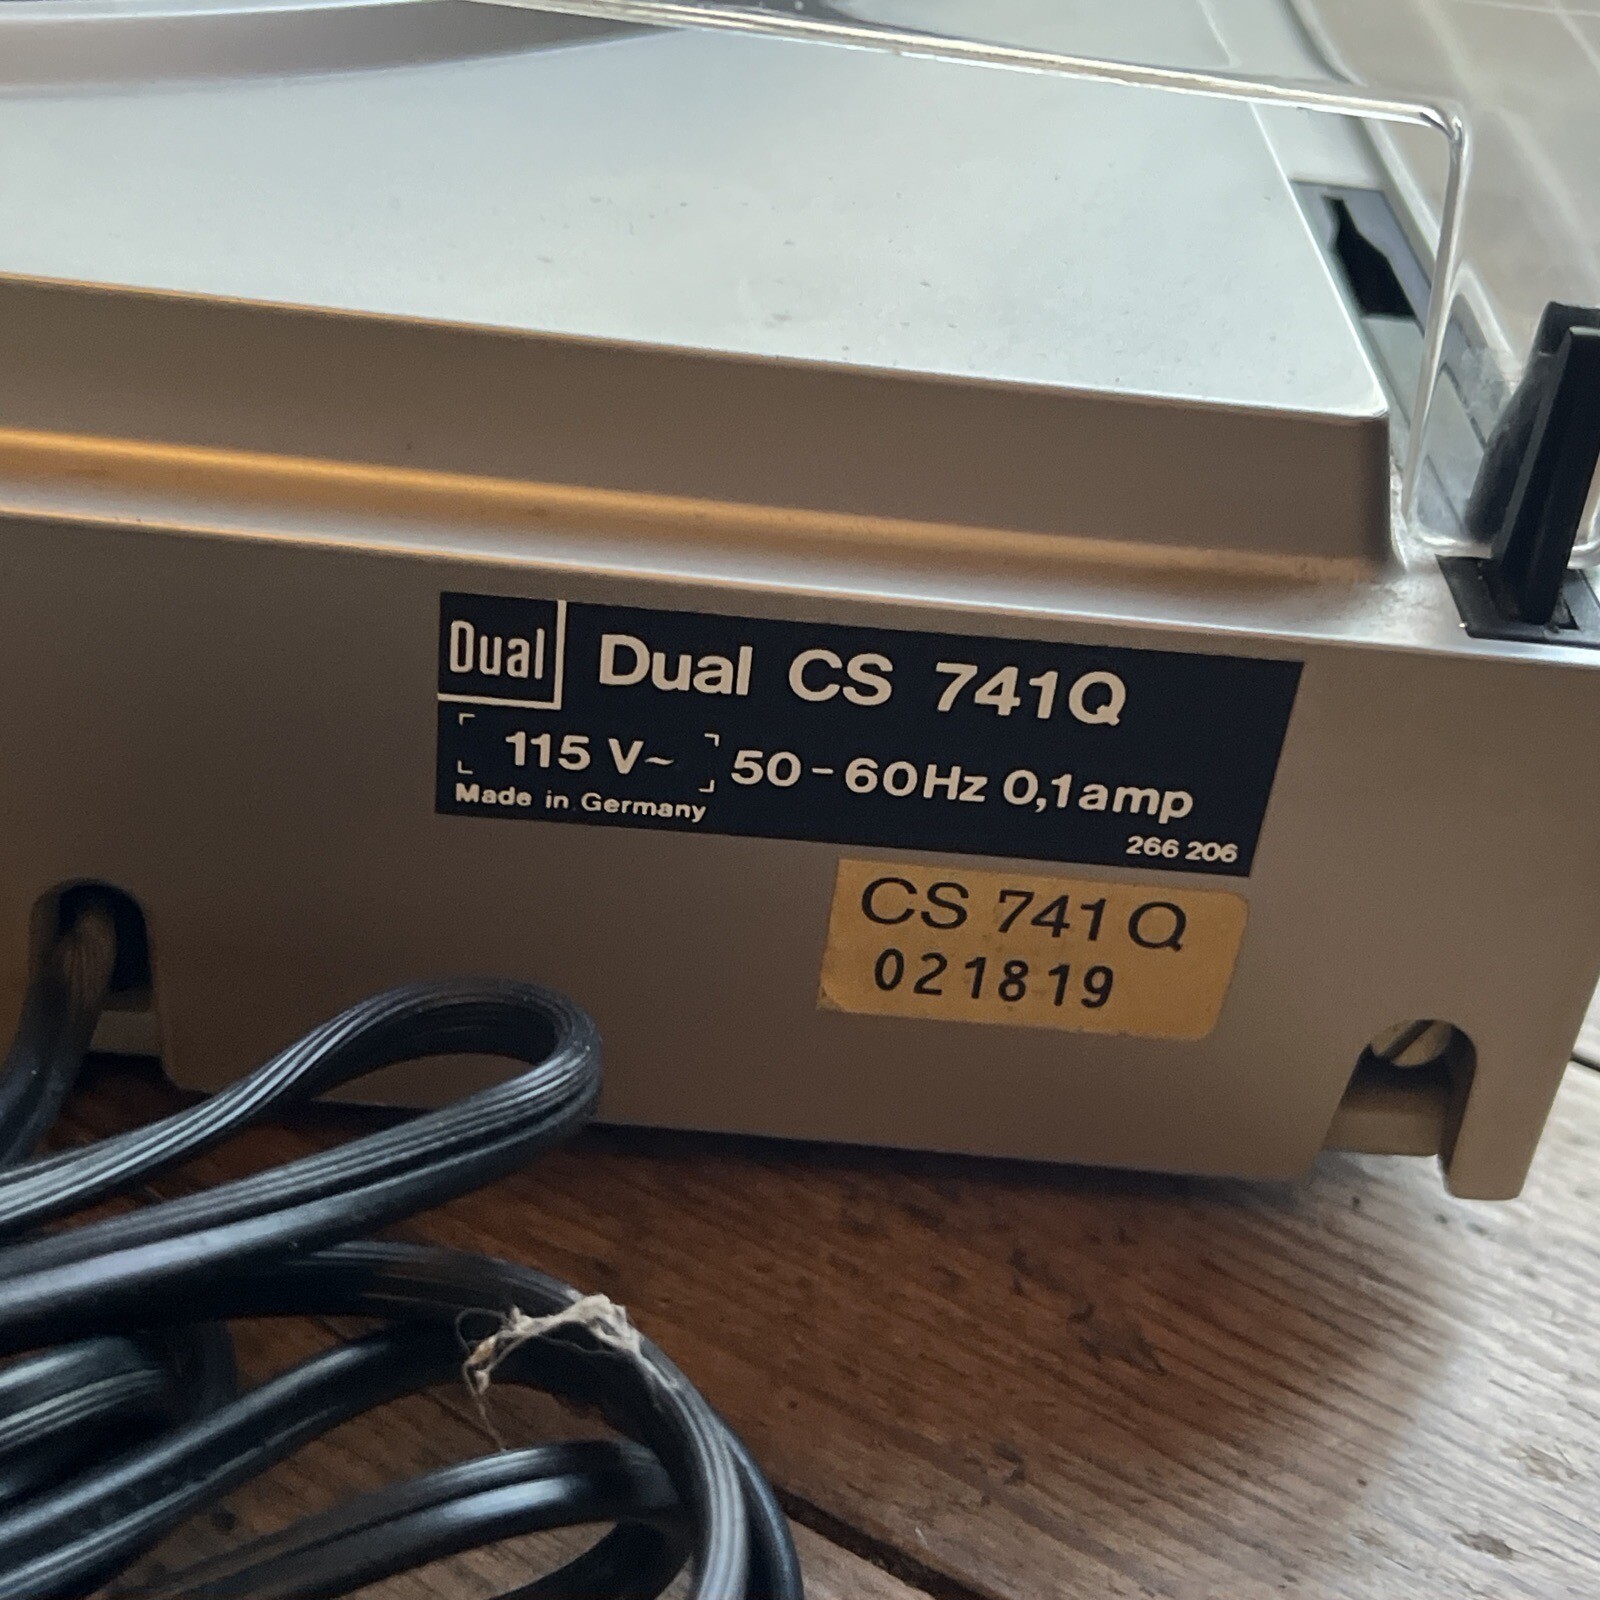 Dual Dual CS 741Q
115 V~ 50-60Hz 0,1amp
Made in Germany
266 206
CS 741 Q
021819